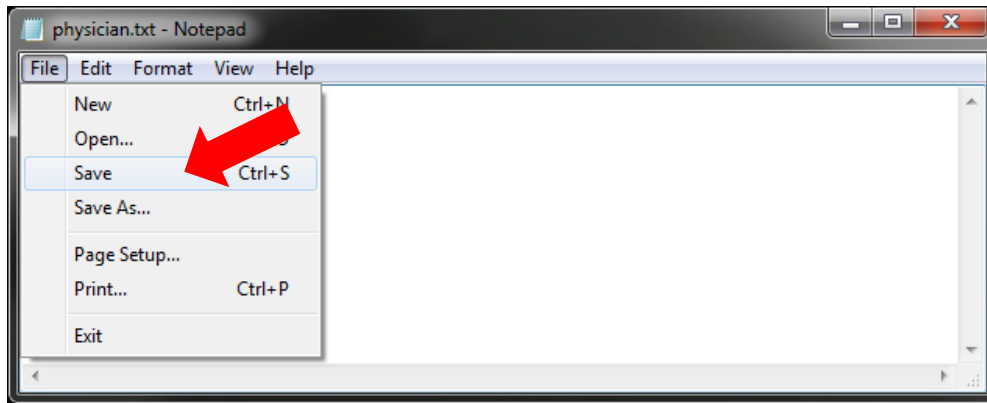 physician.txt - Notepad
File Edit Format View Help
New Ctrl+N
Open...
Save Ctrl+S
Save As...
Page Setup...
Print... Ctrl+P
Exit